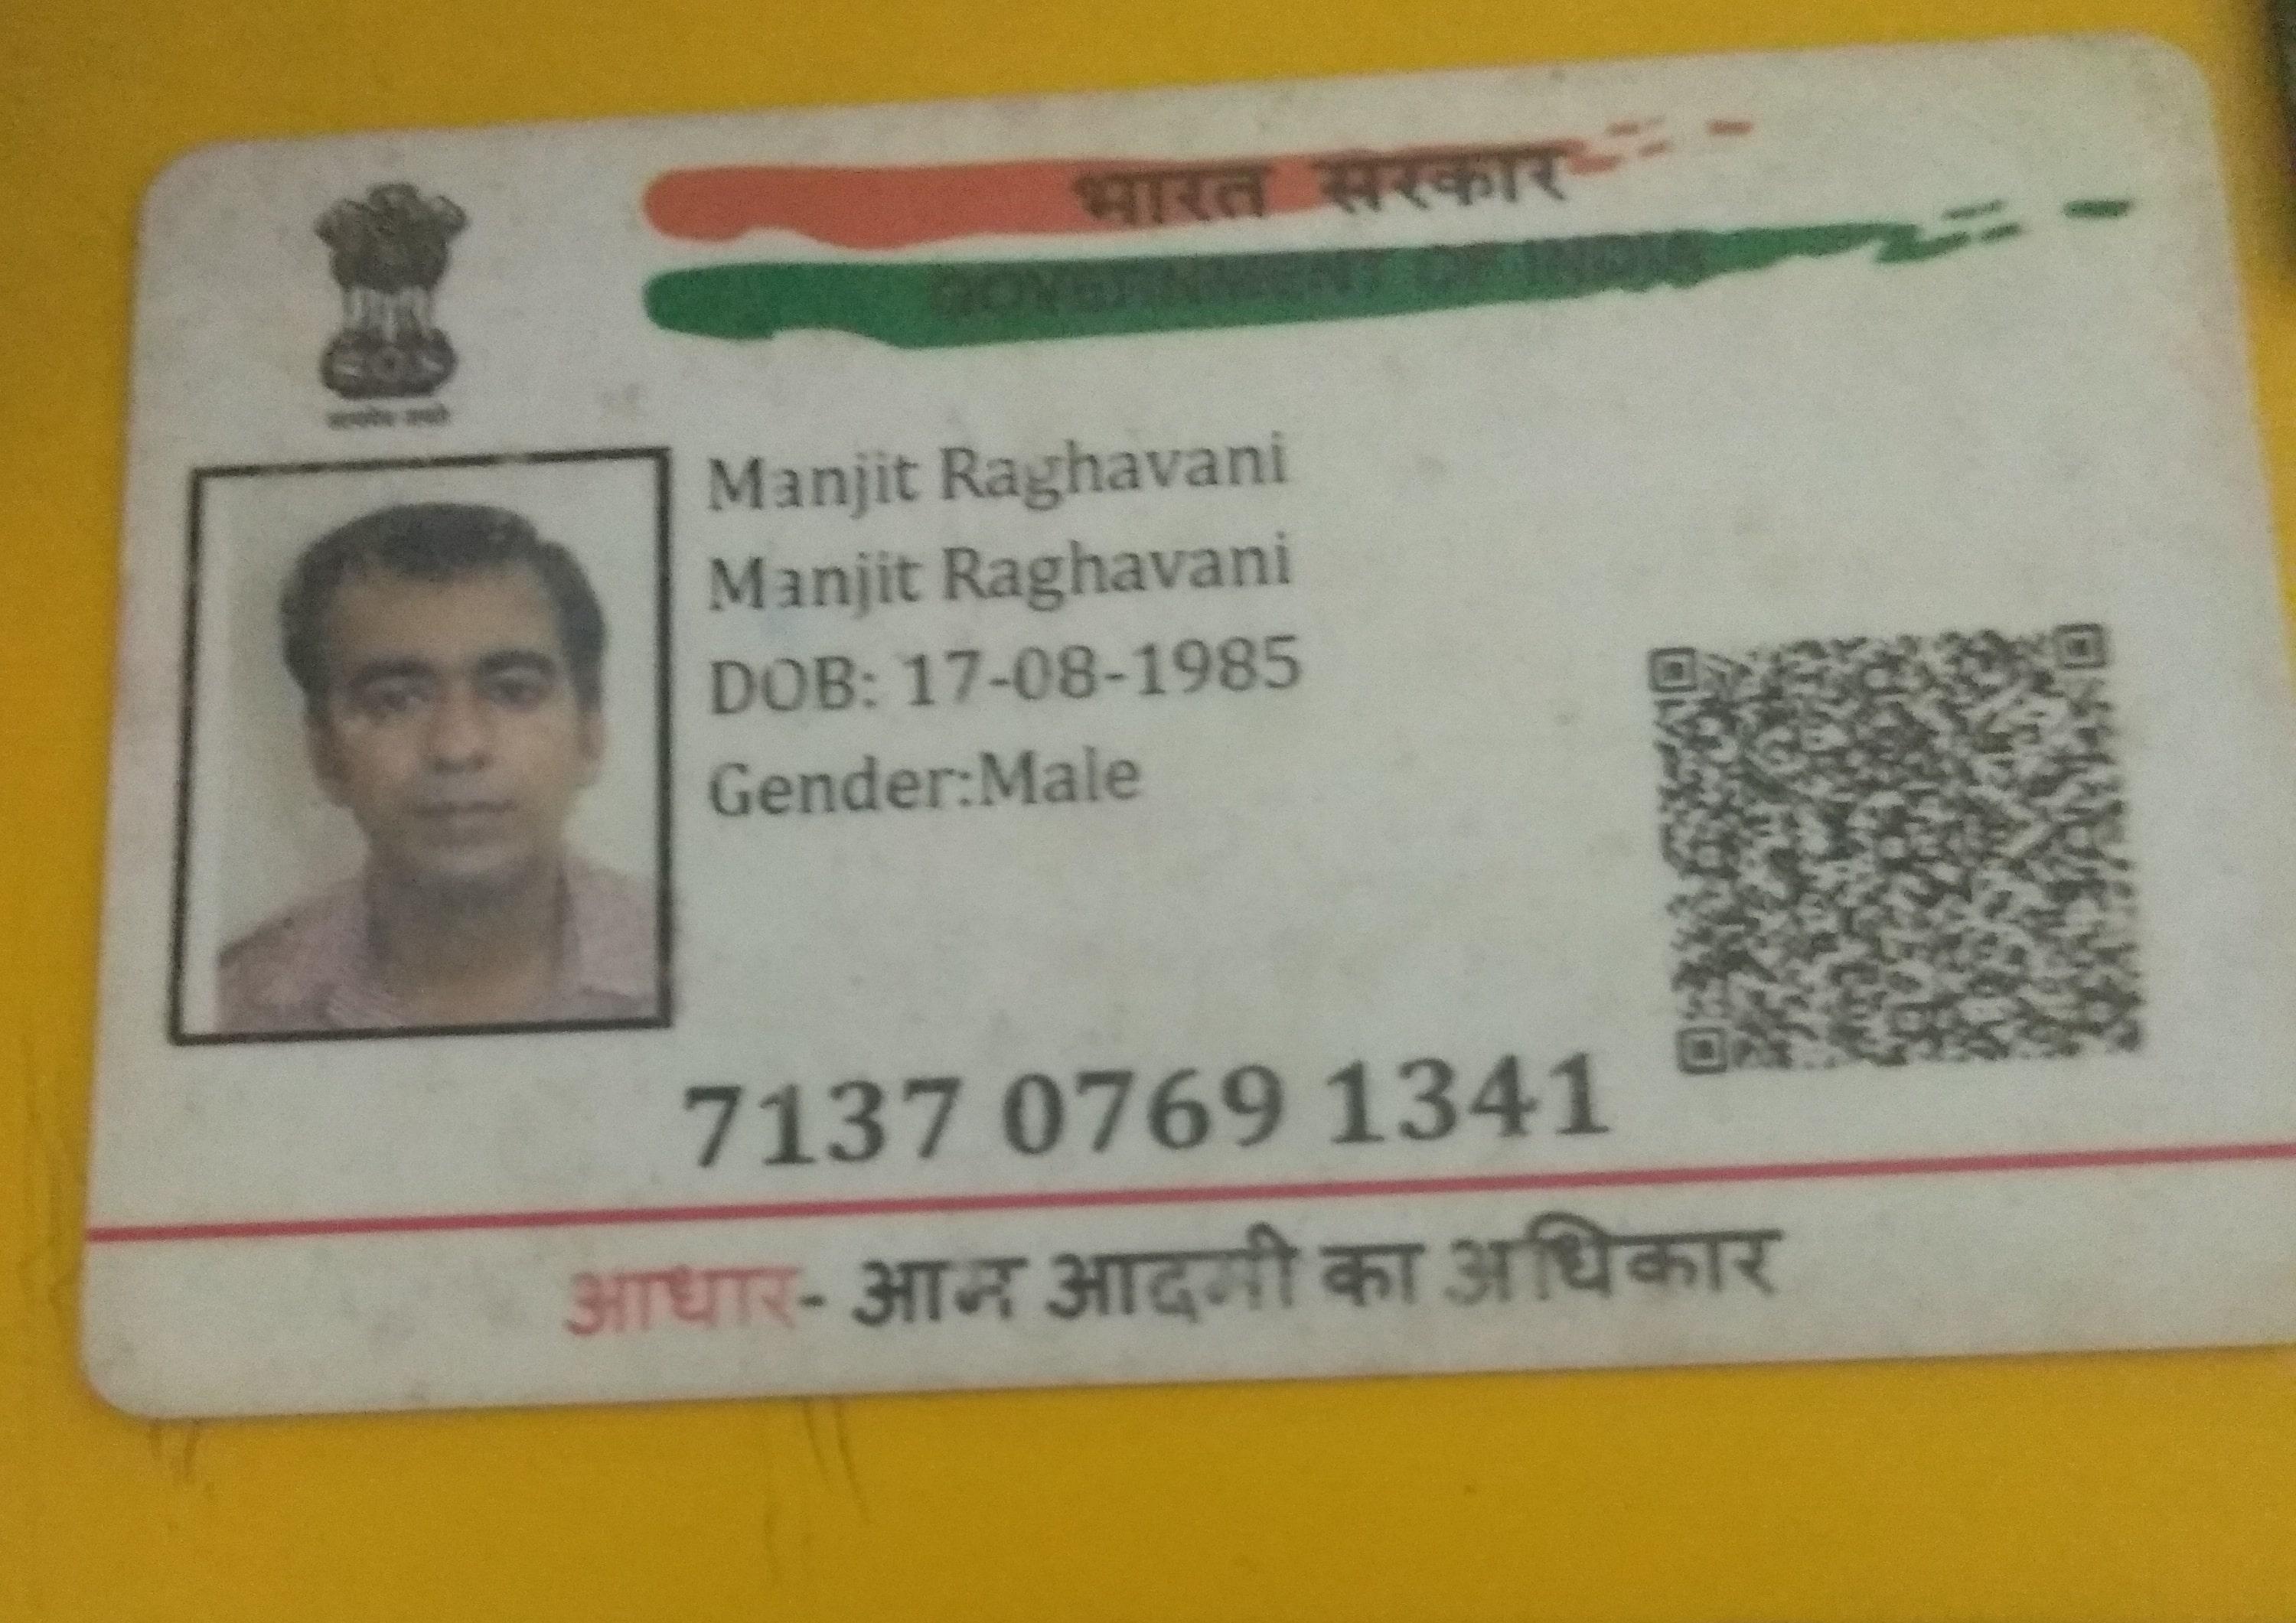 भारत सरकार
GOVERNMENT OF INDIA
सत्यमेव जयते
Manjit Raghavani
Manjit Raghavani
DOB: 17-08-1985
Gender:Male
7137 0769 1341
आधार- आम आदमी का अधिकार